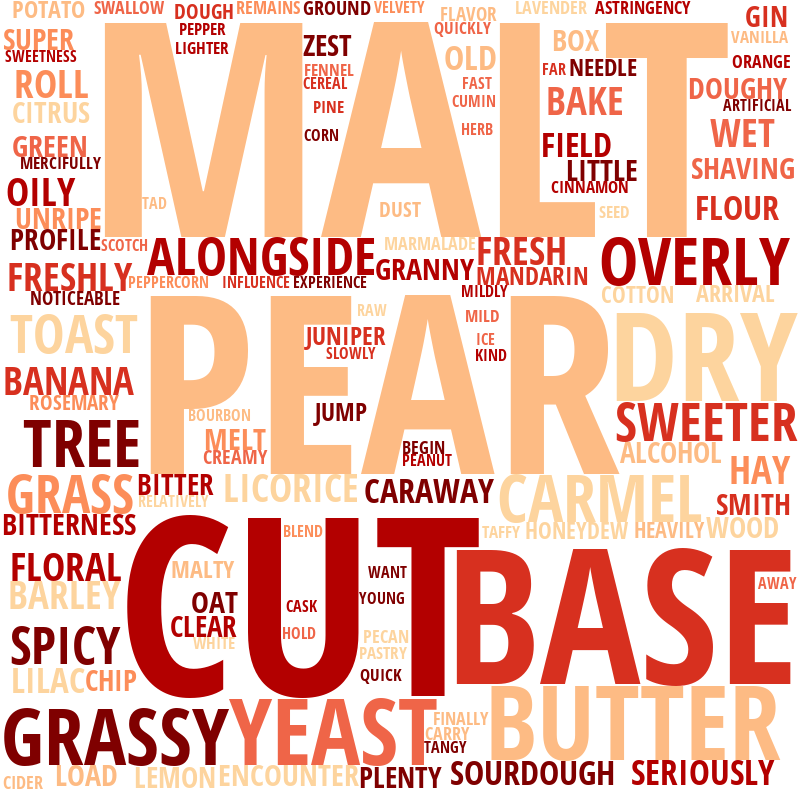 POTATO SWALLOW DOUGH REMAINS GROUND VELVETY FLAVOR LAVENDER ASTRINGENCY GIN
SUPER PEPPER ZEST QUICKLY BOX VANILLA
SWEETNESS LIGHTER OLD ORANGE
ROLL FENNEL FAST FAR NEEDLE DOUGHY
CITRUS CEREAL CUMIN BAKE ARTIFICIAL
MALT
PINE
GREEN CORN HERB FIELD WET
MERCIFULLY LITTLE SHAVING
OILY CINNAMON
UNRIPE TAD DUST SEED FLOUR
PROFILE SCOTCH ALONGSIDE MARMALADE FRESH OVERLY
FRESHLY PEPPERCORN INFLUENCE EXPERIENCE GRANNY MANDARIN
NOTICEABLE MILDLY COTTON ARRIVAL
PEAR
TOAST RAW MILD DRY
JUNIPER ICE
SLOWLY KIND
BANANA
ROSEMARY BOURBON JUMP SWEETER
TREE MELT BEGIN ALCOHOL
CREAMY PEANUT HAY
GRASS BITTER LICORICE CARAWAY CARMEL SMITH
RELATIVELY
BITTERNESS BLEND TAFFY HONEYDEW HEAVILY WOOD
CUT
BASE
FLORAL MALTY WANT AWAY
BARLEY OAT CASK YOUNG
SPICY CLEAR HOLD PECAN
WHITE PASTRY
LILAC CHIP QUICK
GRASSY YEAST FINALLY BUTTER
CARRY
TANGY
CIDER LOAD LEMON ENCOUNTER PLENTY SOURDOUGH SERIOUSLY